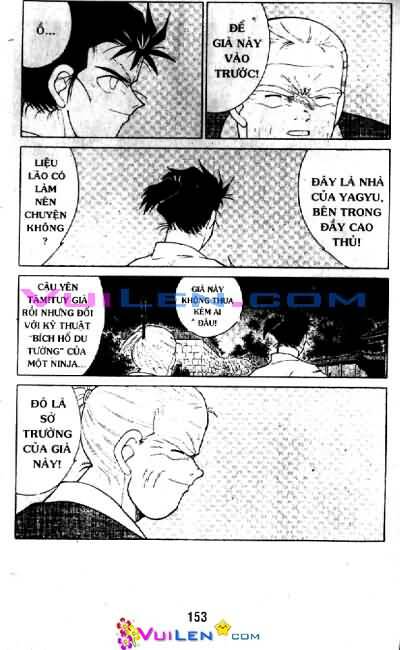 Ồ...
ĐỂ
GIÀ NÀY
VÀO
TRƯỚC!
LIỆU
LÃO CÓ
LÀM
NÊN
CHUYỆN
KHÔNG
?
ĐÂY LÀ NHÀ
CỦA YAGYU,
BÊN TRONG
ĐẦY CAO
THỦ!
CẬU YÊN
TÂM!TUY GIÀ
RỒI NHƯNG ĐỐI
VỚI KỸ THUẬT
"BÍCH HỔ DU
TƯỜNG" CỦA
MỘT NINJA...
GIÀ NÀY
KHÔNG THUA
KÉM AI
ĐÂU!
VUILEN.COM
ĐÓ LÀ
SỞ
TRƯỜNG
CỦA GIÀ
NÀY!
153
VUILEN.COM